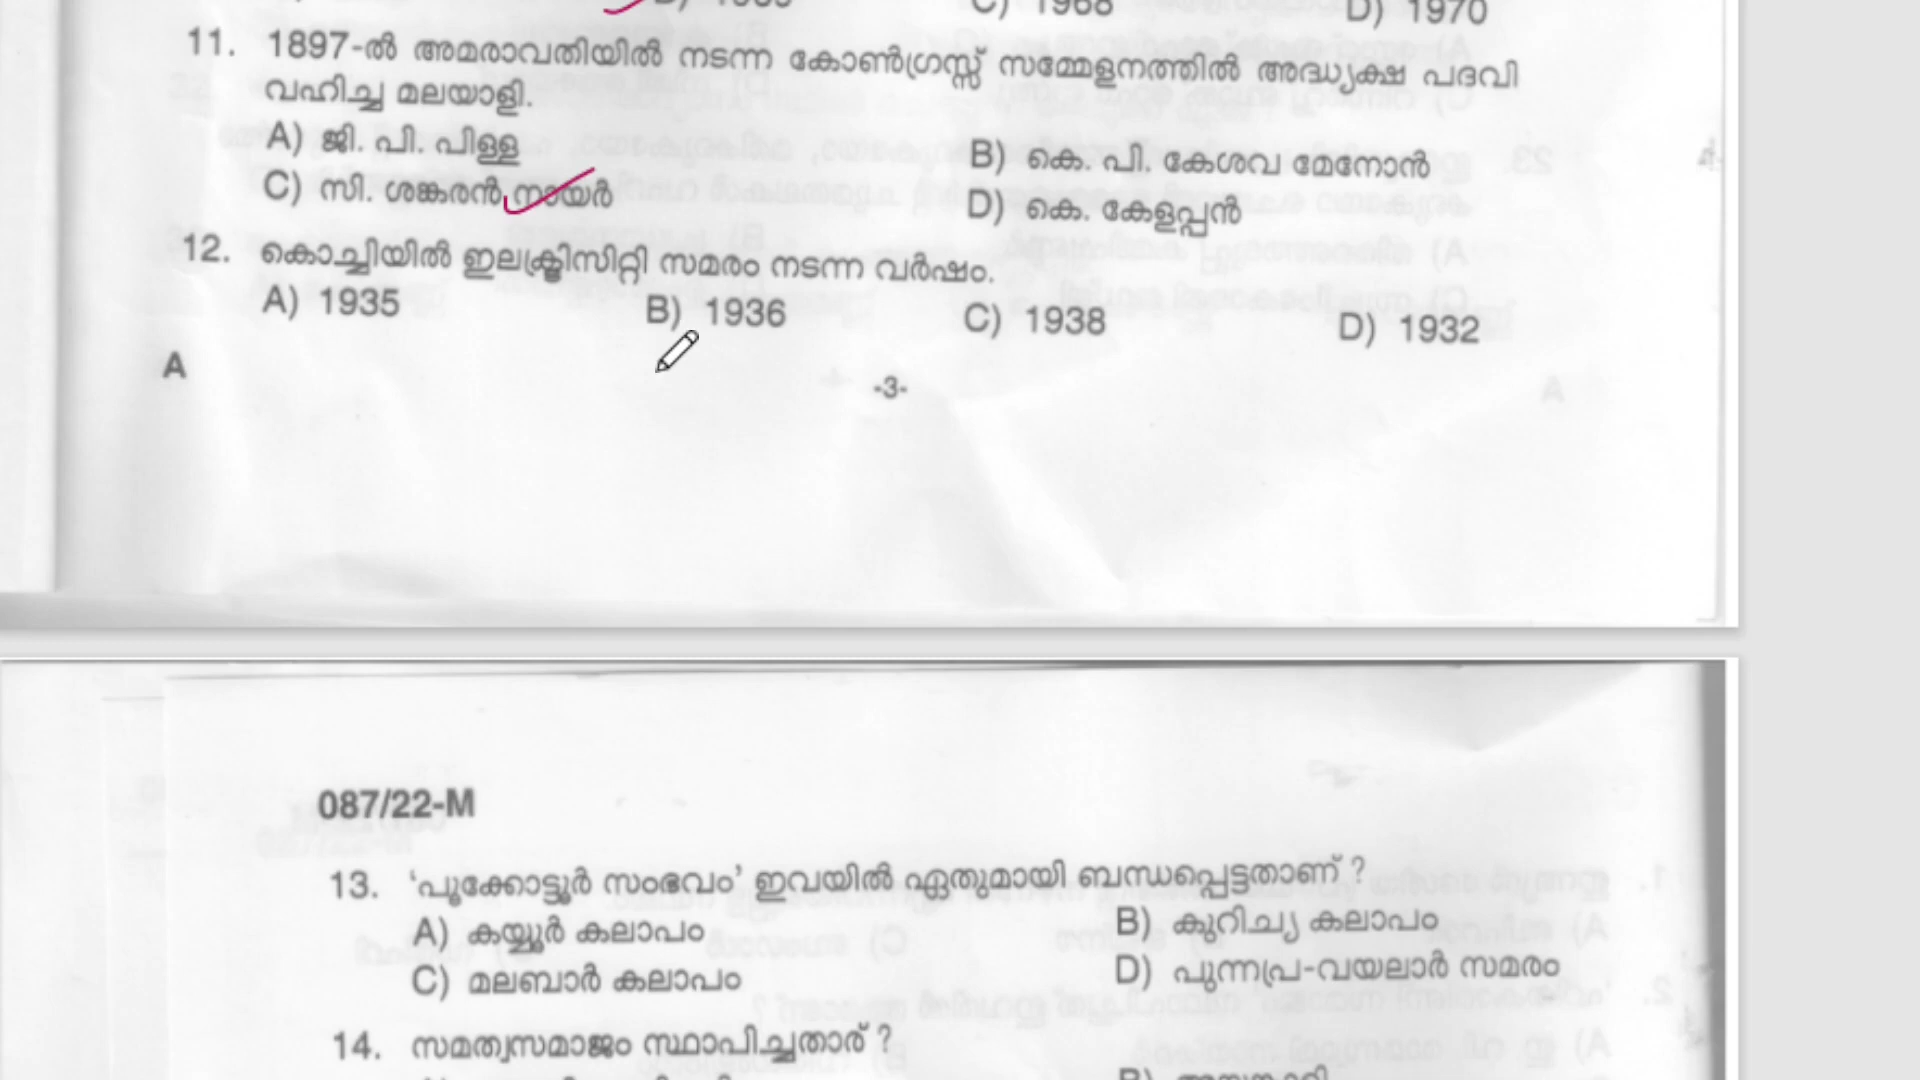 C) 1968 D) 1970
11. 1897-ൽ അമരാവതിയിൽ നടന്ന കോൺഗ്രസ്സ് സമ്മേളനത്തിൽ അദ്ധ്യക്ഷ പദവി
വഹിച്ച മലയാളി.
A) ജി. പി. പിള്ള B) കെ. പി. കേശവ മേനോൻ
C) സി. ശങ്കരൻ നായർ D) കെ. കേളപ്പൻ
12. കൊച്ചിയിൽ ഇലക്ട്രിസിറ്റി സമരം നടന്ന വർഷം.
A) 1935 B) 1936 C) 1938 D) 1932
A -3-
087/22-M
13. ‘പൂക്കോട്ടൂർ സംഭവം’ ഇവയിൽ ഏതുമായി ബന്ധപ്പെട്ടതാണ് ?
A) കയ്യൂർ കലാപം B) കുറിച്യ കലാപം
C) മലബാർ കലാപം D) പുന്നപ്ര-വയലാർ സമരം
14. സമത്വസമാജം സ്ഥാപിച്ചതാര് ?